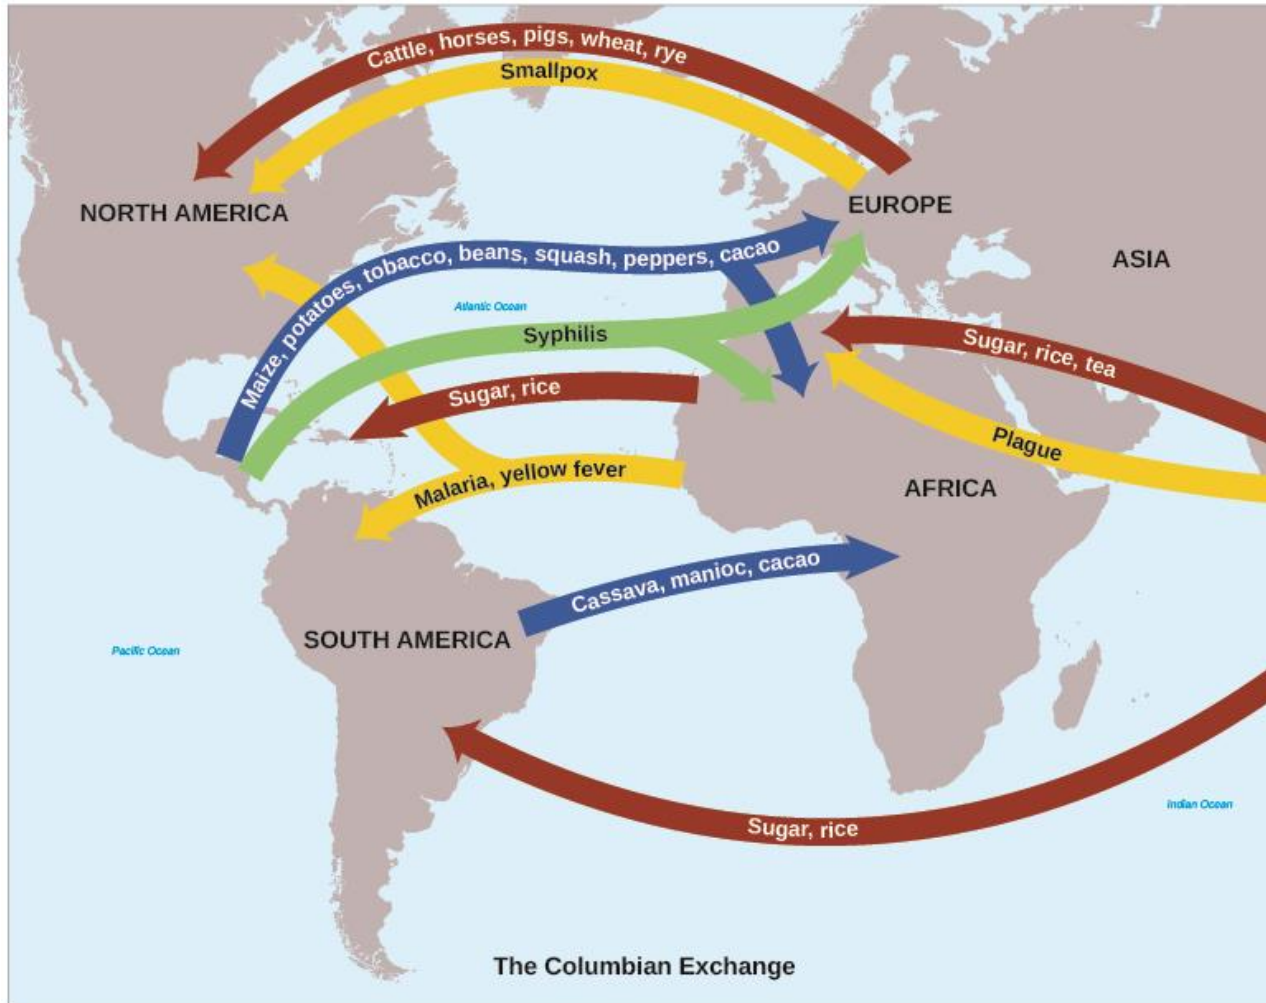 Cattle, horses, pigs, wheat, rye
Smallpox
NORTH AMERICA
EUROPE
ASIA
Maize, potatoes, tobacco, beans, squash, peppers, cacao
Atlantic Ocean
Syphilis
Sugar, rice, tea
Sugar, rice
Plague
Malaria, yellow fever
AFRICA
Cassava, manioc, cacao
SOUTH AMERICA
Pacific Ocean
Indian Ocean
Sugar, rice
The Columbian Exchange